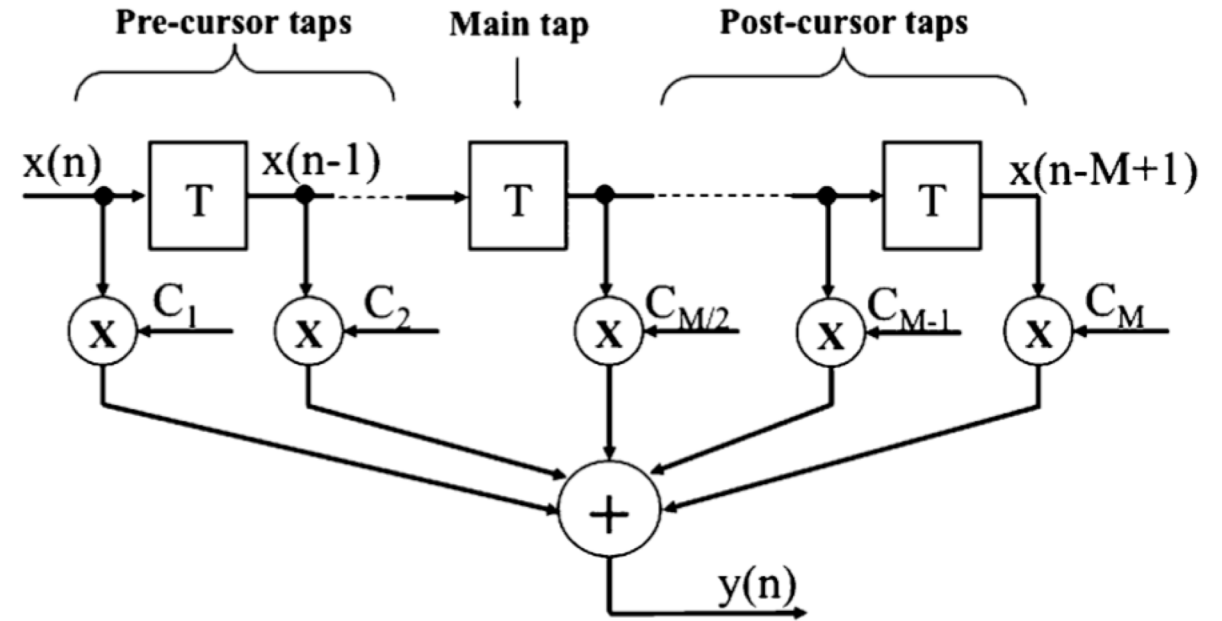 Pre-cursor taps Main tap Post-cursor taps
x(n) T x(n-1) T T x(n-M+1)
X C1 X C2 X CM/2 X CM-1 X CM
+
y(n)